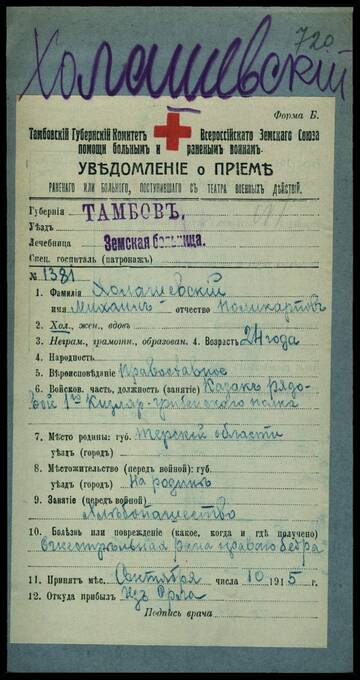 720
Холашевскій
Форма Б.
Тамбовскій Губернскій Комитетъ Всероссійскаго Земскаго Союза
помощи больнымъ и раненымъ воинамъ.
УВѢДОМЛЕНІЕ О ПРІЕМѢ
РАНЕНАГО ИЛИ БОЛЬНОГО, ПОСТУПИВШАГО СЪ ТЕАТРА ВОЕННЫХЪ ДѢЙСТВІЙ.
Губернія ТАМБОВЪ.
Уѣздъ
Лечебница Земская больница.
Спец. госпиталь (патронажъ)
№ 1381
1. Фамилія Холашевскій
имя Михаилъ отчество Поликарповъ
2. Хол., жен., вдовъ
3. Неграм., грамотн., образован. 4. Возрастъ 24 года
4. Народность
5. Вѣроисповѣданіе Православное
6. Войсков. часть, должность (занятіе) Казакъ рядо-
вой 1го Кизляр-Гребенского полка
7. Мѣсто родины: губ. Терской области
уѣздъ (городъ)
8. Мѣстожительство (передъ войной): губ.
уѣздъ (городъ) На родинѣ
9. Занятіе (передъ войной)
Хлѣбопашество
10. Болѣзнь или поврежденіе (какое, когда и гдѣ получено)
Огнестрѣльная рана праваго бедра
11. Принятъ мѣс. Сентября числа 10 1915 г.
12. Откуда прибылъ Изъ Орла
Подпись врача